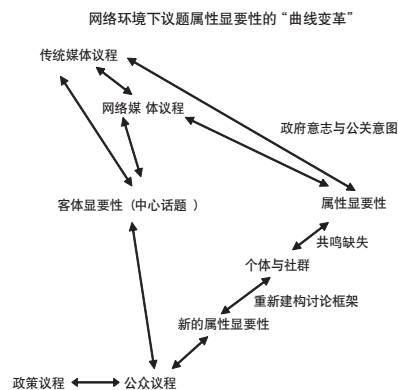 网络环境下议题属性显要性的“曲线变革”
传统媒体议程
网络媒 体议程
政府意志与公关意图
客体显要性（中心话题 ）
属性显要性
共鸣缺失
个体与社群
重新建构讨论框架
新的属性显要性
政策议程
公众议程